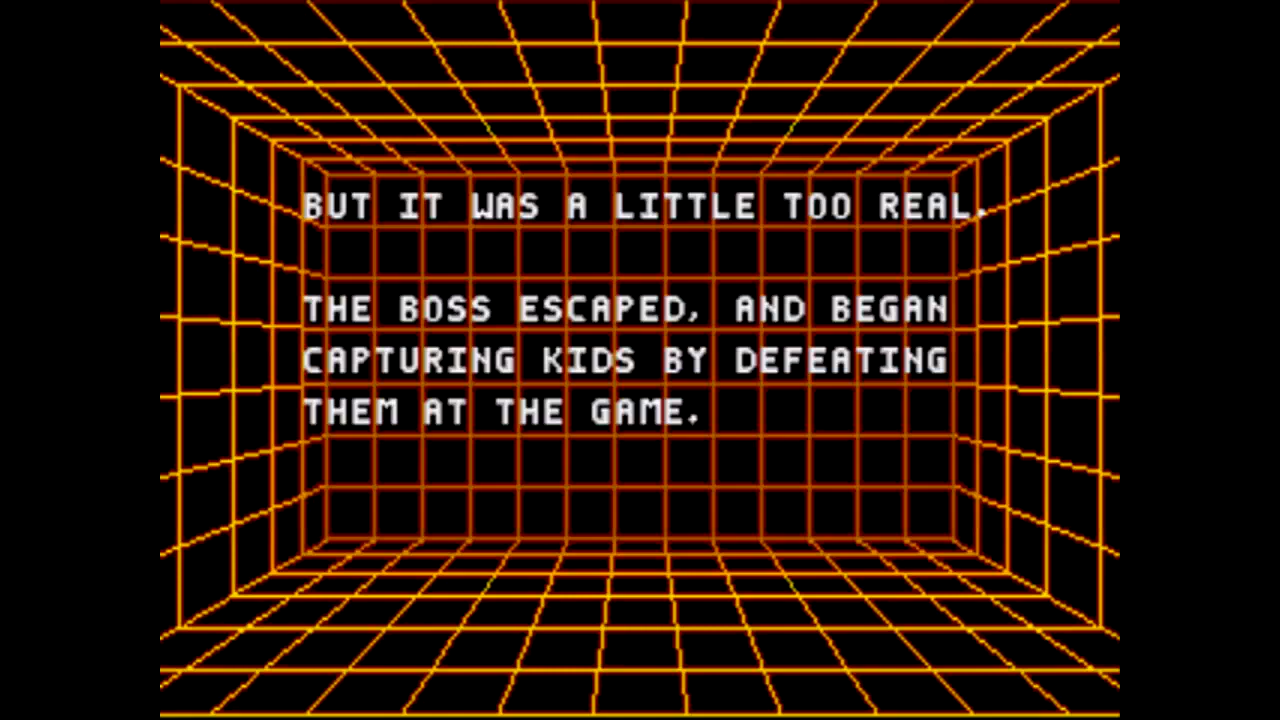 BUT IT WAS A LITTLE TOO REAL.
THE BOSS ESCAPED, AND BEGAN
CAPTURING KIDS BY DEFEATING
THEM AT THE GAME.